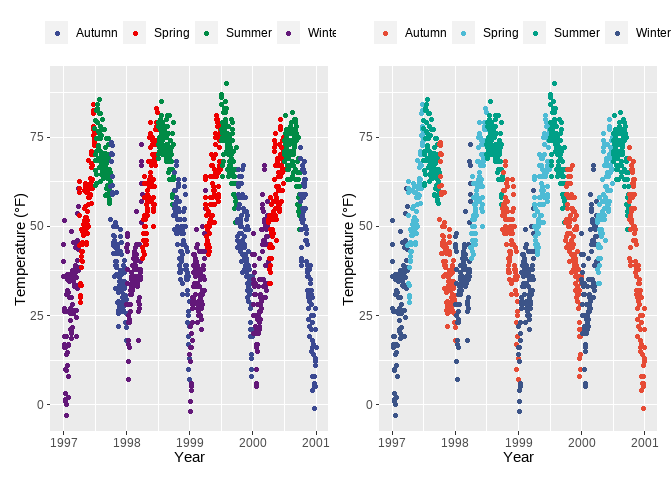 Autumn Spring Summer Winte
Autumn Spring Summer Winter
75
50
25
0
Temperature (°F)
1997 1998 1999 2000 2001
Year
75
50
25
0
Temperature (°F)
1997 1998 1999 2000 2001
Year